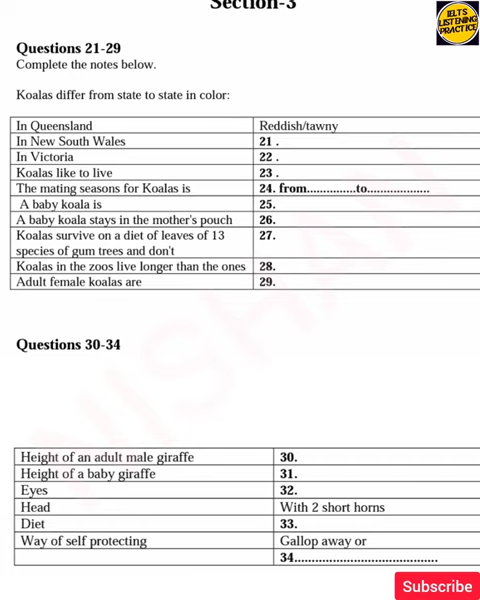 Section-3
IELTS
LISTENING
PRACTICE
Questions 21-29
Complete the notes below.
Koalas differ from state to state in color:
In Queensland Reddish/tawny
In New South Wales 21 .
In Victoria 22 .
Koalas like to live 23 .
The mating seasons for Koalas is 24. from...............to...................
A baby koala is 25.
A baby koala stays in the mother's pouch 26.
Koalas survive on a diet of leaves of 13 27.
species of gum trees and don't
Koalas in the zoos live longer than the ones 28.
Adult female koalas are 29.
NISHAN
Questions 30-34
Height of an adult male giraffe 30.
Height of a baby giraffe 31.
Eyes 32.
Head With 2 short horns
Diet 33.
Way of self protecting Gallop away or
34.........................................
Subscribe